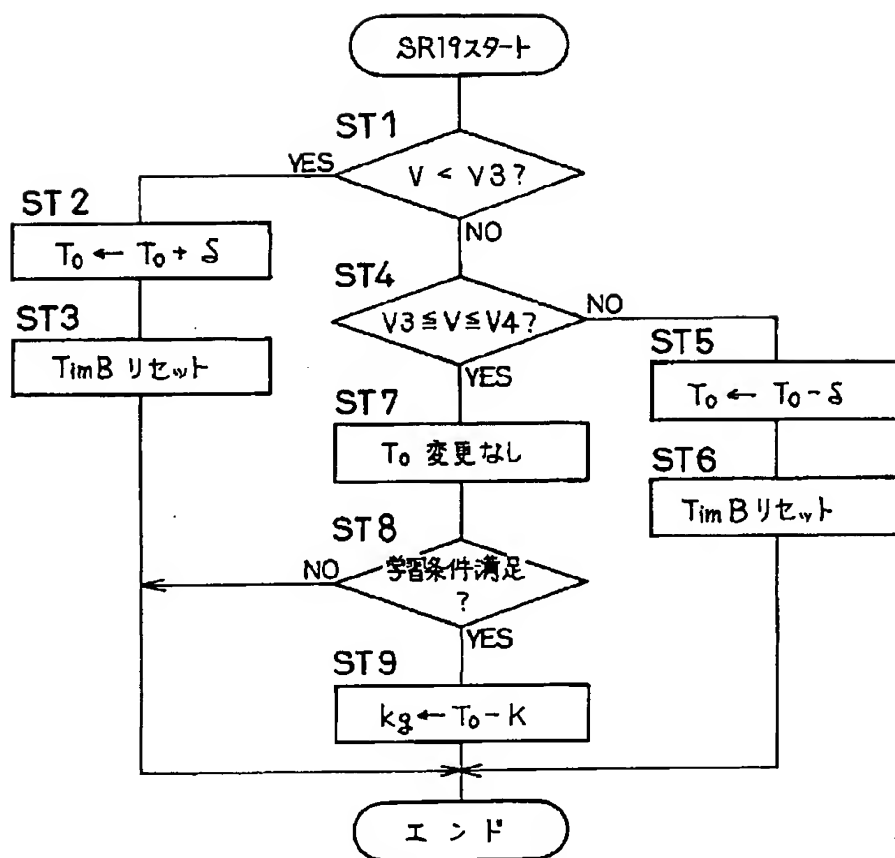 SR19スタート
ST1
YES
V < V3?
NO
ST2
T₀ ← T₀ + δ
ST3
TimB リセット
ST4
V3≦V≦V4?
NO
YES
ST5
T₀ ← T₀ - δ
ST6
TimB リセット
ST7
T₀ 変更なし
ST8
学習条件満足
?
NO
YES
ST9
kg ← T₀ - K
エンド